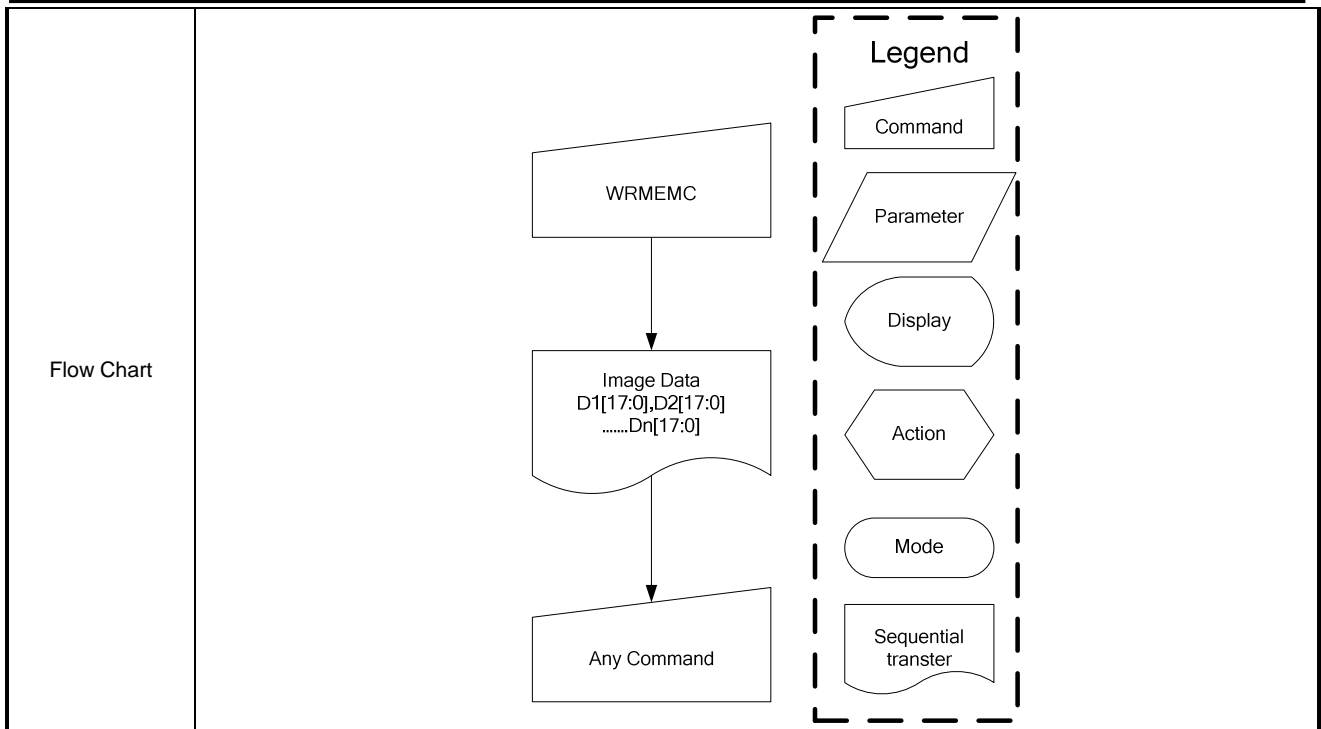 Flow Chart
WRMEMC
Image Data
D1[17:0],D2[17:0]
.......Dn[17:0]
Any Command
Legend
Command
Parameter
Display
Action
Mode
Sequential
transter